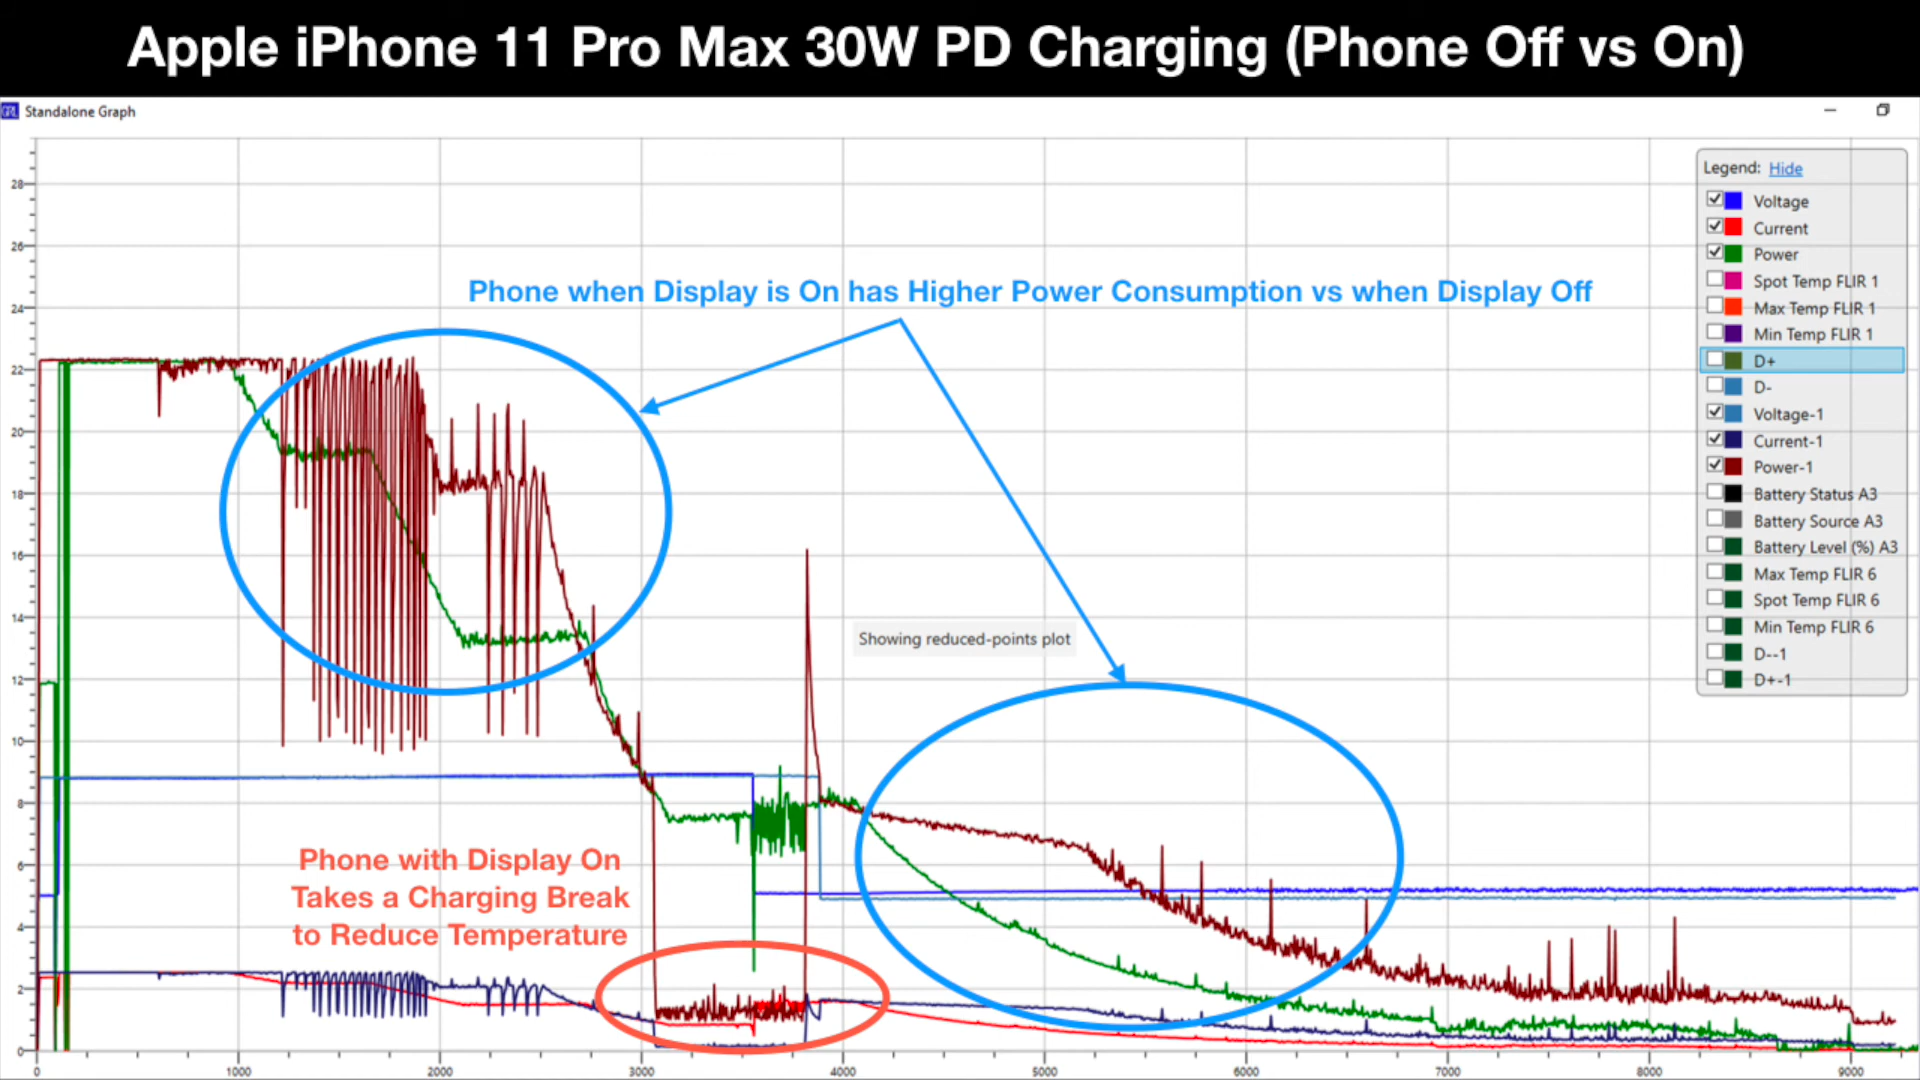 Apple iPhone 11 Pro Max 30W PD Charging (Phone Off vs On)
GRL Standalone Graph
Legend: Hide
Voltage
Current
Power
Spot Temp FLIR 1
Max Temp FLIR 1
Min Temp FLIR 1
D+
D-
Voltage-1
Current-1
Power-1
Battery Status A3
Battery Source A3
Battery Level (%) A3
Max Temp FLIR 6
Spot Temp FLIR 6
Min Temp FLIR 6
D--1
D+-1
Phone when Display is On has Higher Power Consumption vs when Display Off
Showing reduced-points plot
Phone with Display On
Takes a Charging Break
to Reduce Temperature
28
26
24
22
20
18
16
14
12
10
8
6
4
2
0
0 1000 2000 3000 4000 5000 6000 7000 8000 9000